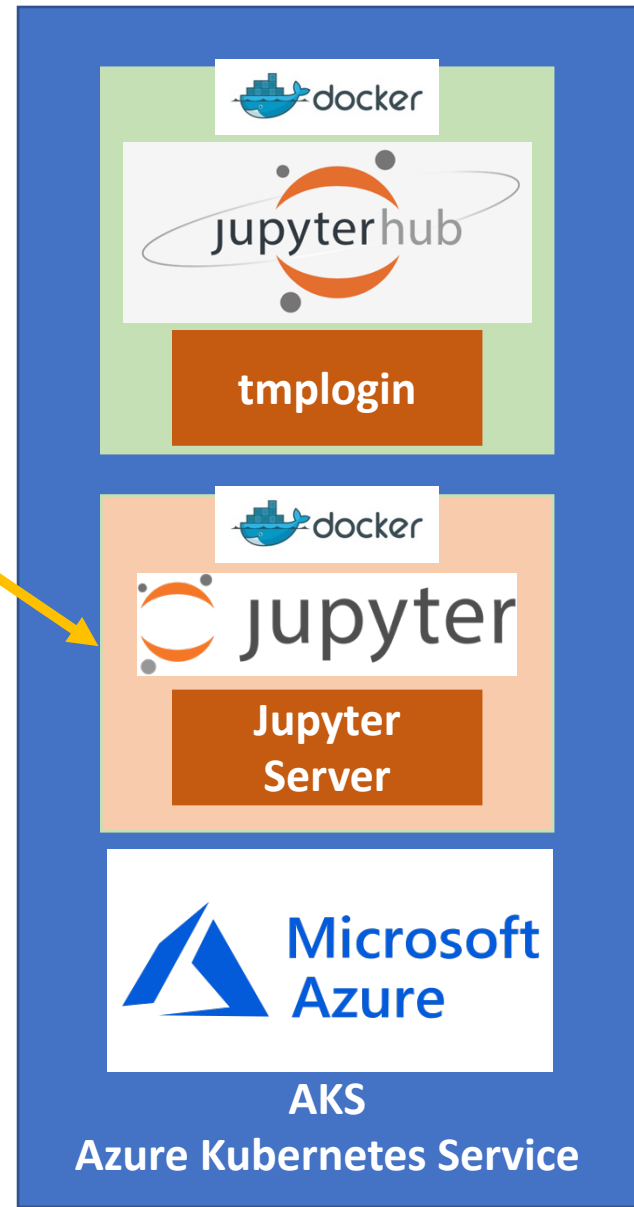 docker
jupyterhub
tmplogin
docker
jupyter
Jupyter
Server
Microsoft
Azure
AKS
Azure Kubernetes Service